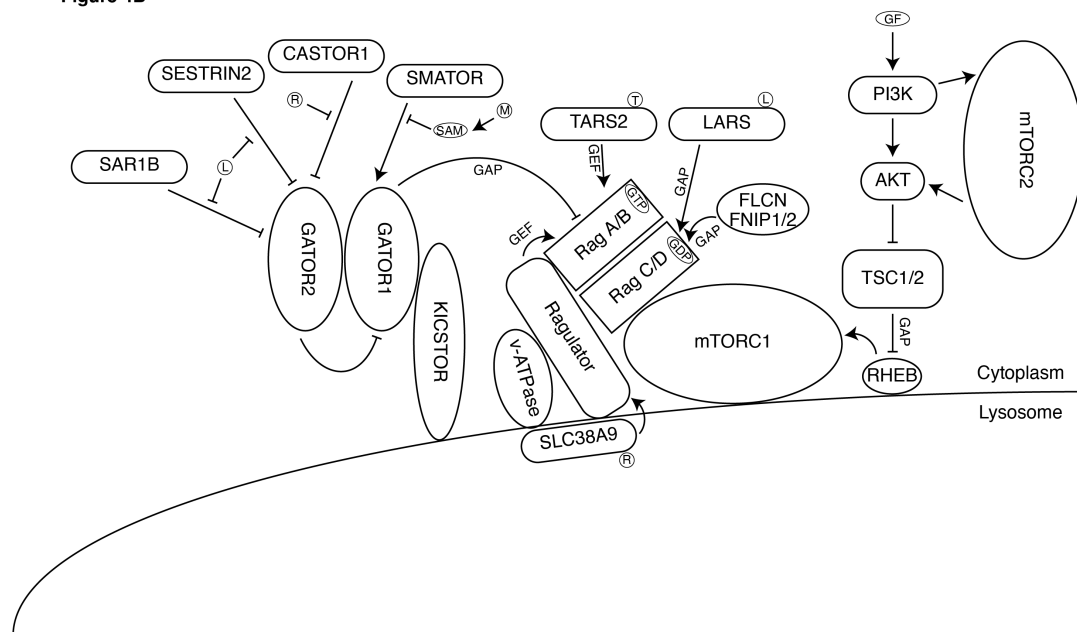 Figure 1B
GF
CASTOR1
SESTRIN2
SMATOR
PI3K
R
SAM
M
T
L
TARS2
LARS
mTORC2
SAR1B
L
GAP
GEF
GAP
AKT
GTP
FLCN
FNIP1/2
GEF
Rag A/B
GAP
GDP
GATOR2
GATOR1
Rag C/D
TSC1/2
KICSTOR
Ragulator
GAP
v-ATPase
mTORC1
RHEB
Cytoplasm
Lysosome
SLC38A9
R